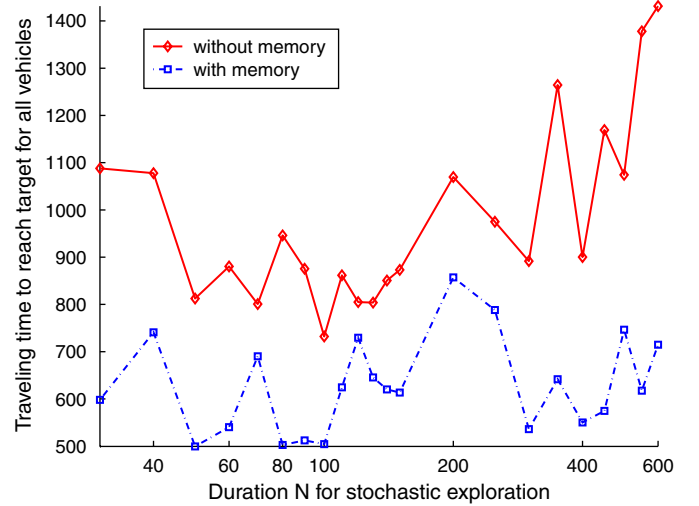 1400
1300
1200
1100
1000
900
800
700
600
500
Traveling time to reach target for all vehicles
without memory
with memory
40 60 80 100 200 400 600
Duration N for stochastic exploration